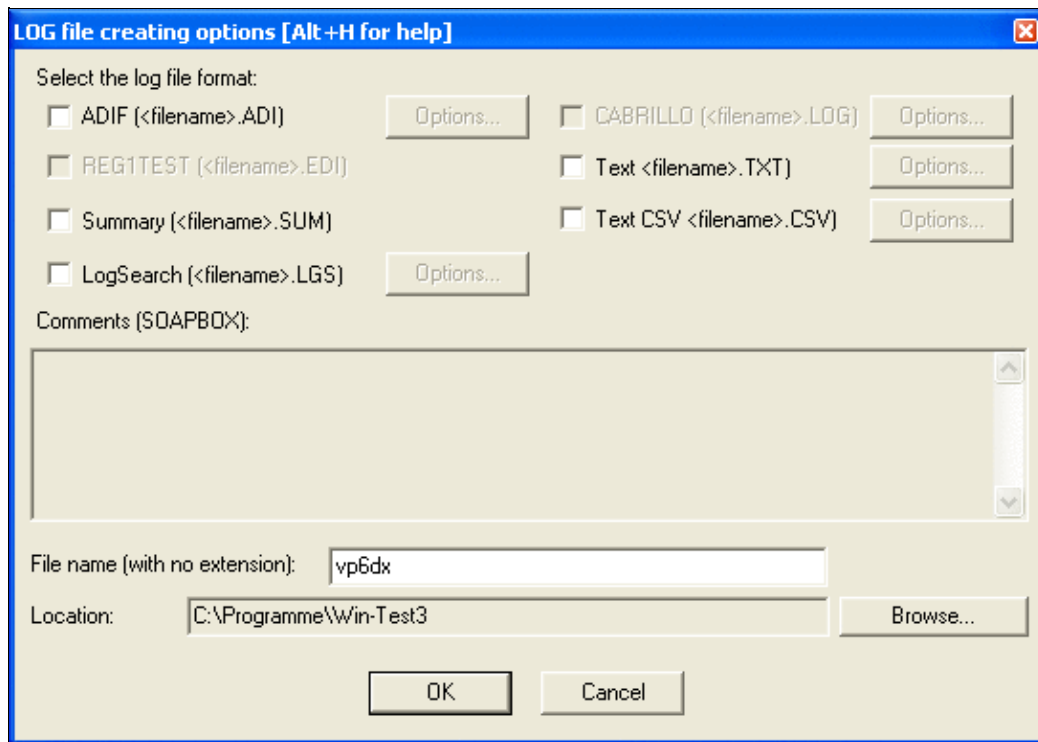 LOG file creating options [Alt+H for help]
Select the log file format:
ADIF (<filename>.ADI) Options... CABRILLO (<filename>.LOG) Options...
REG1TEST (<filename>.EDI) Text <filename>.TXT) Options...
Summary (<filename>.SUM) Text CSV <filename>.CSV) Options...
LogSearch (<filename>.LGS) Options...
Comments (SOAPBOX):
File name (with no extension): vp6dx
Location: C:\Programme\Win-Test3 Browse...
OK Cancel